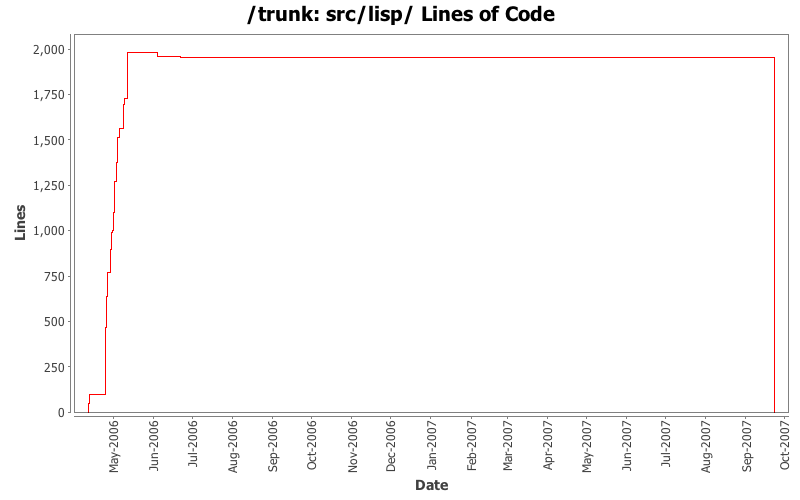 /trunk: src/lisp/ Lines of Code
2,000
1,750
1,500
1,250
1,000
750
500
250
0
Lines
May-2006
Jun-2006
Jul-2006
Aug-2006
Sep-2006
Oct-2006
Nov-2006
Dec-2006
Jan-2007
Feb-2007
Mar-2007
Apr-2007
May-2007
Jun-2007
Jul-2007
Aug-2007
Sep-2007
Oct-2007
Date